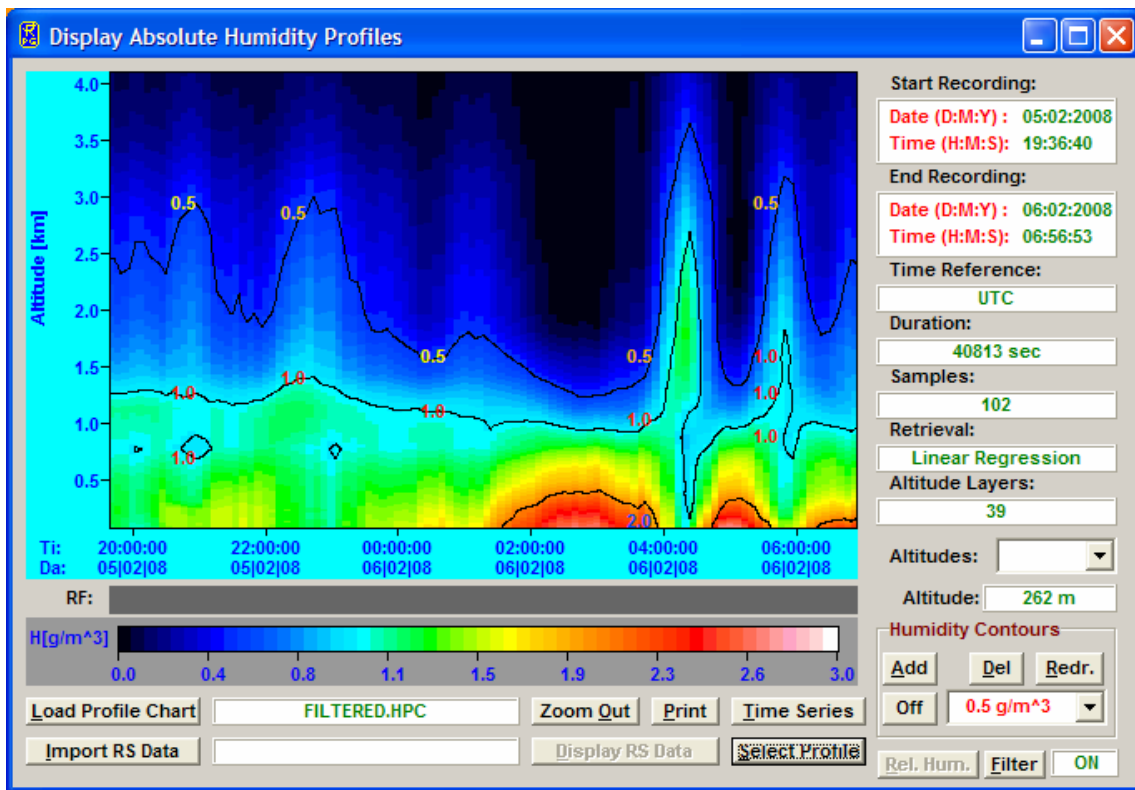 Display Absolute Humidity Profiles
4.0
3.5
3.0
2.5
2.0
1.5
1.0
0.5
Altitude [km]
0.5
0.5
0.5
0.5
0.5
1.0
1.0
1.0
1.0
1.0
1.0
1.0
1.0
2.0
Ti: 20:00:00 22:00:00 00:00:00 02:00:00 04:00:00 06:00:00
Da: 05|02|08 05|02|08 06|02|08 06|02|08 06|02|08 06|02|08
RF:
H[g/m^3]
0.0 0.4 0.8 1.1 1.5 1.9 2.3 2.6 3.0
Load Profile Chart FILTERED.HPC Zoom Out Print Time Series
Import RS Data Display RS Data Select Profile
Start Recording:
Date (D:M:Y) : 05:02:2008
Time (H:M:S): 19:36:40
End Recording:
Date (D:M:Y) : 06:02:2008
Time (H:M:S): 06:56:53
Time Reference:
UTC
Duration:
40813 sec
Samples:
102
Retrieval:
Linear Regression
Altitude Layers:
39
Altitudes:
Altitude: 262 m
Humidity Contours
Add Del Redr.
Off 0.5 g/m^3
Rel. Hum. Filter ON